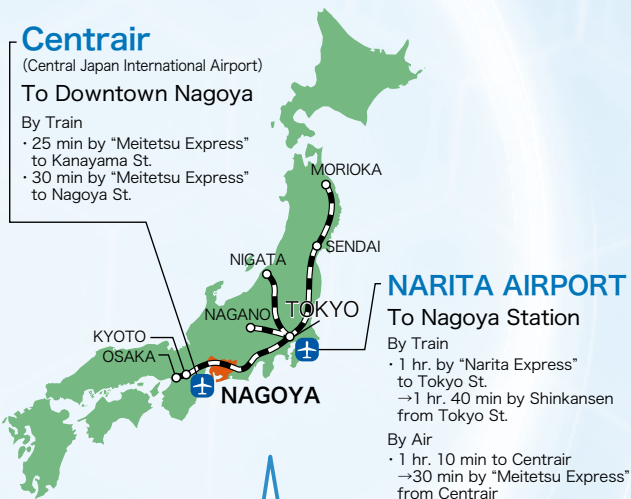 Centrair
(Central Japan International Airport)
To Downtown Nagoya
By Train
・25 min by “Meitetsu Express”
to Kanayama St.
・30 min by “Meitetsu Express”
to Nagoya St.
MORIOKA
SENDAI
NIGATA
NAGANO
TOKYO
KYOTO
OSAKA
NAGOYA
NARITA AIRPORT
To Nagoya Station
By Train
・1 hr. by “Narita Express”
to Tokyo St.
→1 hr. 40 min by Shinkansen
from Tokyo St.
By Air
・1 hr. 10 min to Centrair
→30 min by “Meitetsu Express”
from Centrair